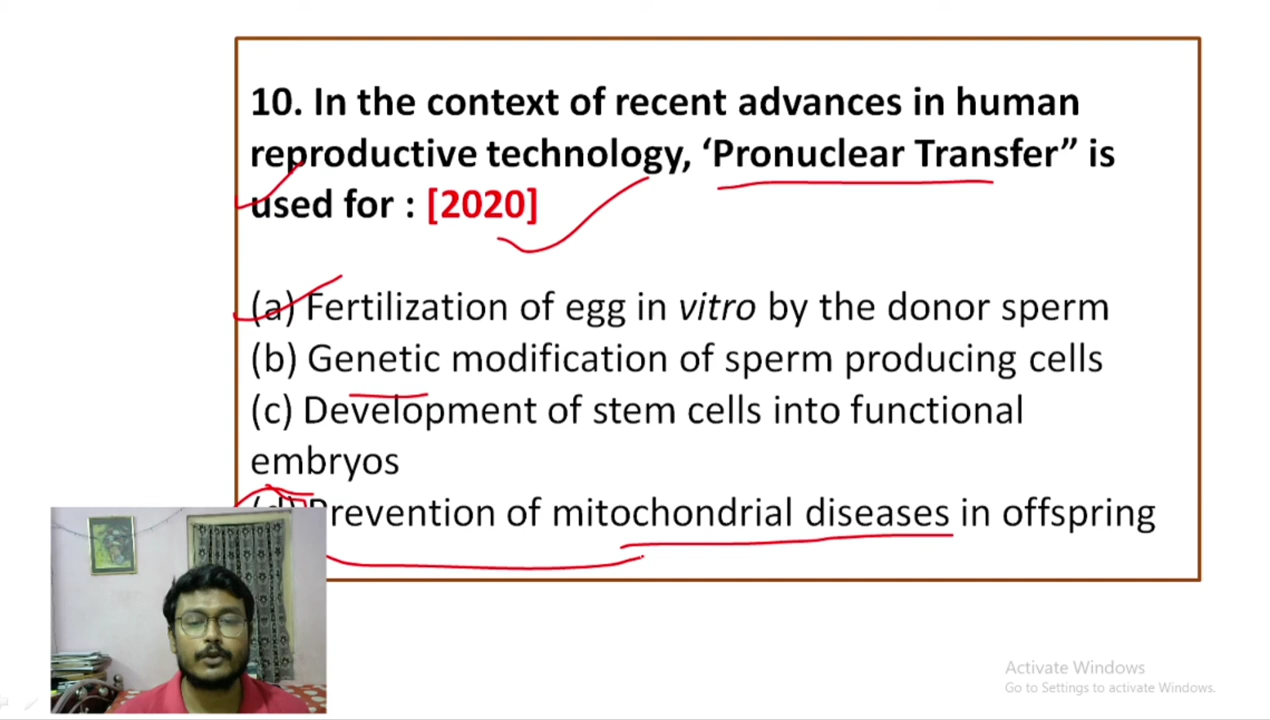 10. In the context of recent advances in human
reproductive technology, ‘Pronuclear Transfer” is
used for : [2020]
(a) Fertilization of egg in vitro by the donor sperm
(b) Genetic modification of sperm producing cells
(c) Development of stem cells into functional
embryos
(d) Prevention of mitochondrial diseases in offspring
Activate Windows
Go to Settings to activate Windows.